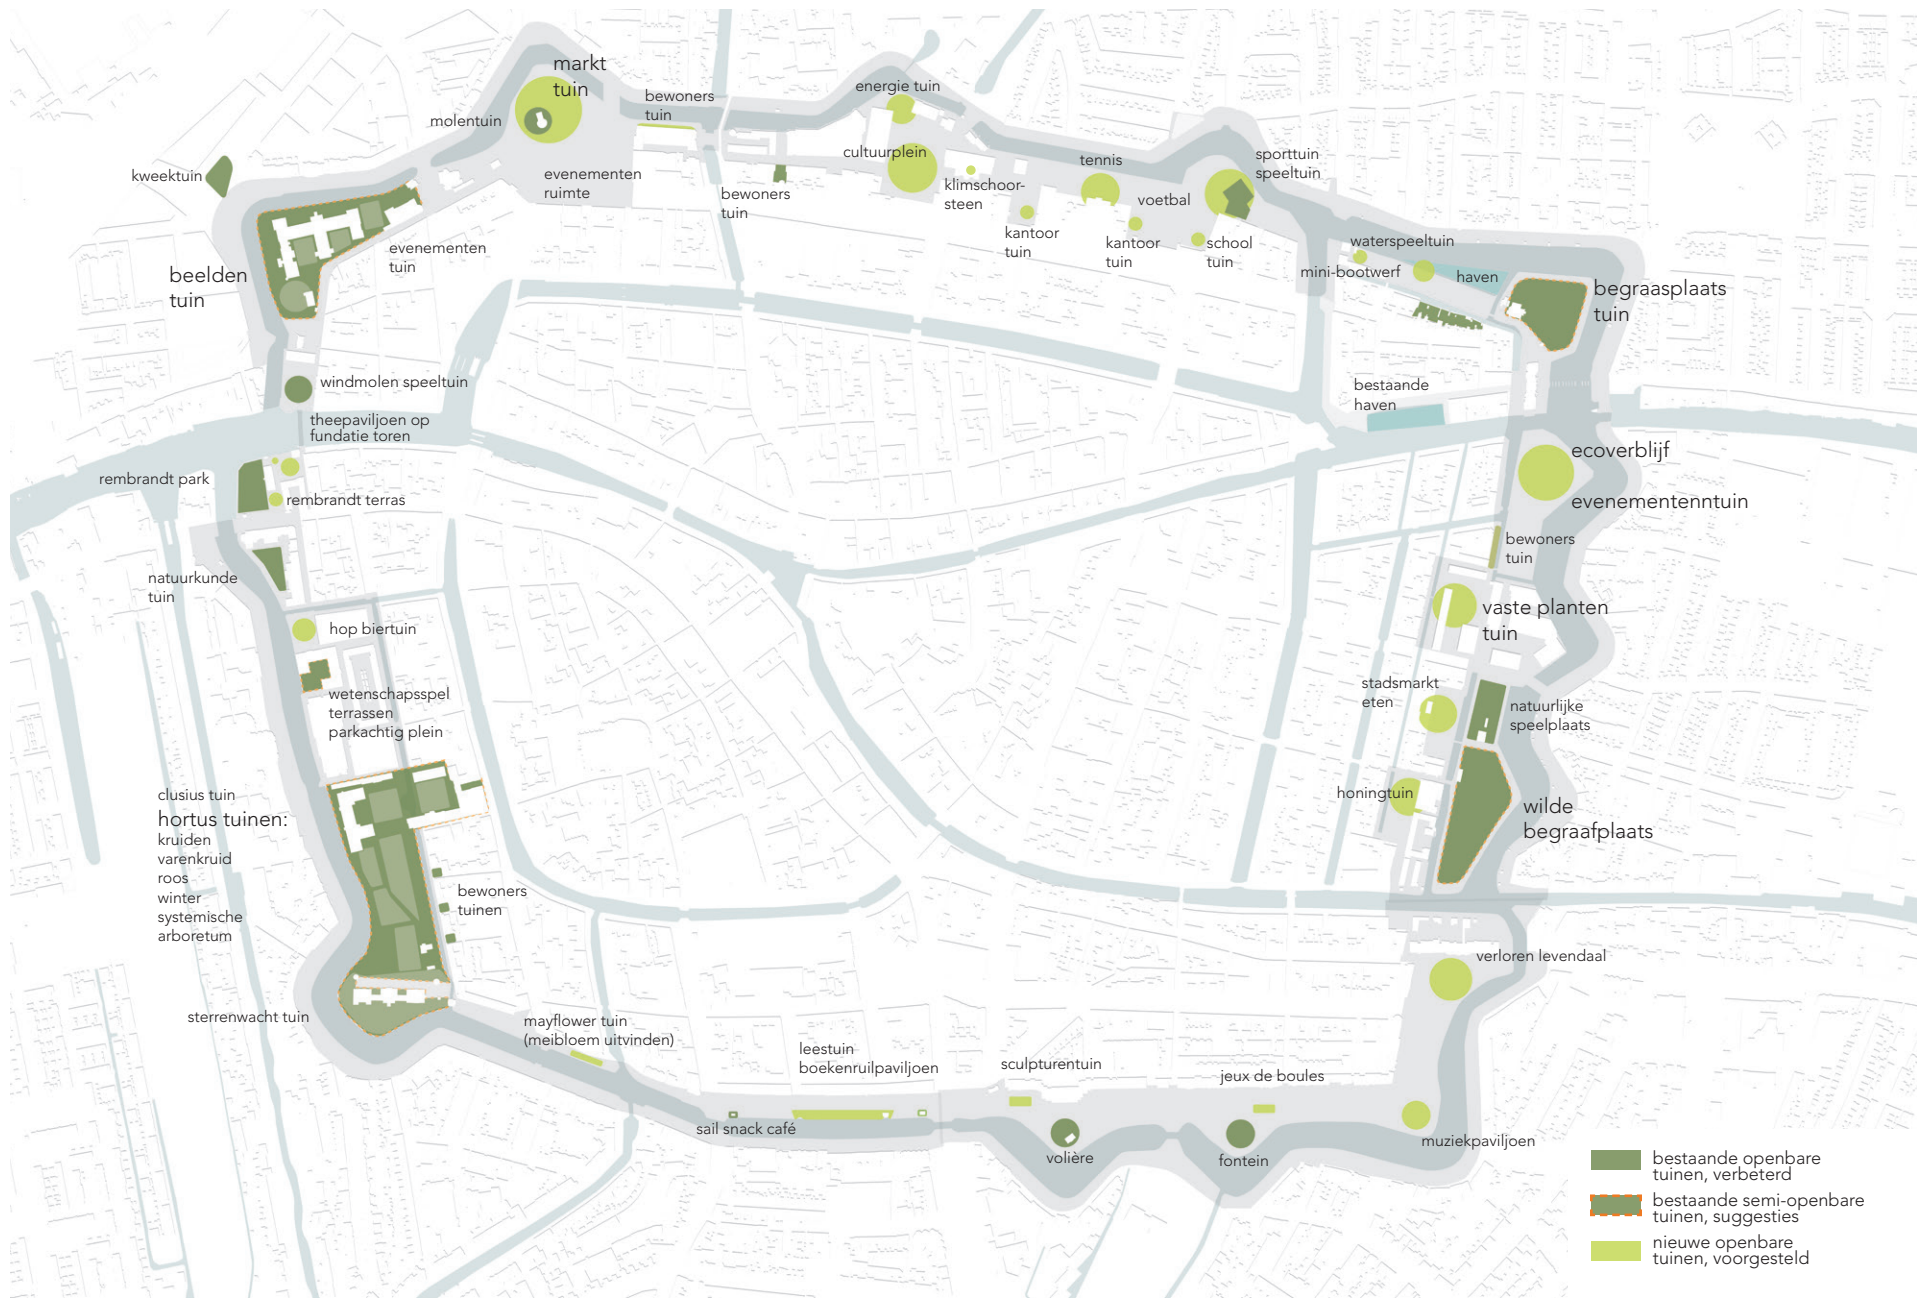 markt
tuin
molentuin
bewoners
tuin
energie tuin
kweektuin
evenementen
ruimte
bewoners
tuin
cultuurplein
klimschoor-
steen
tennis
sporttuin
speeltuin
voetbal
kantoor
tuin
kantoor
tuin
school
tuin
waterspeeltuin
mini-bootwerf
haven
begraasplaats
tuin
evenementen
tuin
beelden
tuin
windmolen speeltuin
theepaviljoen op
fundatie toren
bestaande
haven
rembrandt park
rembrandt terras
ecoverblijf
evenementenntuin
bewoners
tuin
natuurkunde
tuin
hop biertuin
vaste planten
tuin
wetenschapsspel
terrassen
parkachtig plein
stadsmarkt
eten
natuurlijke
speelplaats
clusius tuin
hortus tuinen:
kruiden
varenkruid
roos
winter
systemische
arboretum
bewoners
tuinen
honingtuin
wilde
begraafplaats
verloren levendaal
sterrenwacht tuin
mayflower tuin
(meibloem uitvinden)
leestuin
boekenruilpaviljoen
sculpturentuin
jeux de boules
sail snack café
volière
fontein
muziekpaviljoen
bestaande openbare
tuinen, verbeterd
bestaande semi-openbare
tuinen, suggesties
nieuwe openbare
tuinen, voorgesteld